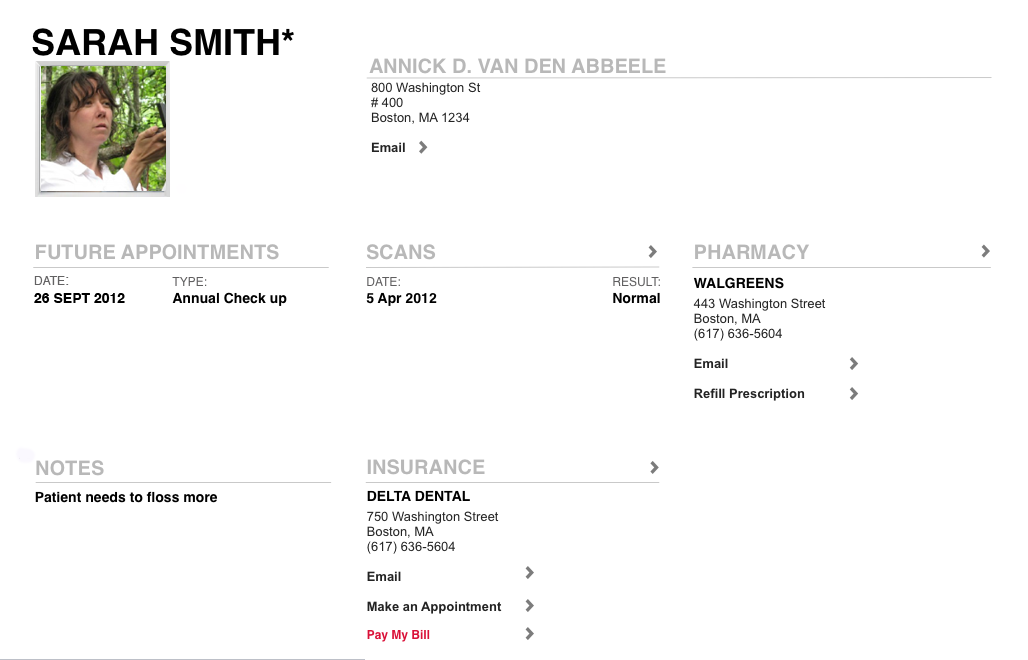 SARAH SMITH*
ANNICK D. VAN DEN ABBEELE
800 Washington St
# 400
Boston, MA 1234
Email
FUTURE APPOINTMENTS
DATE: TYPE:
26 SEPT 2012 Annual Check up
SCANS
DATE: RESULT:
5 Apr 2012 Normal
PHARMACY
WALGREENS
443 Washington Street
Boston, MA
(617) 636-5604
Email
Refill Prescription
NOTES
Patient needs to floss more
INSURANCE
DELTA DENTAL
750 Washington Street
Boston, MA
(617) 636-5604
Email
Make an Appointment
Pay My Bill